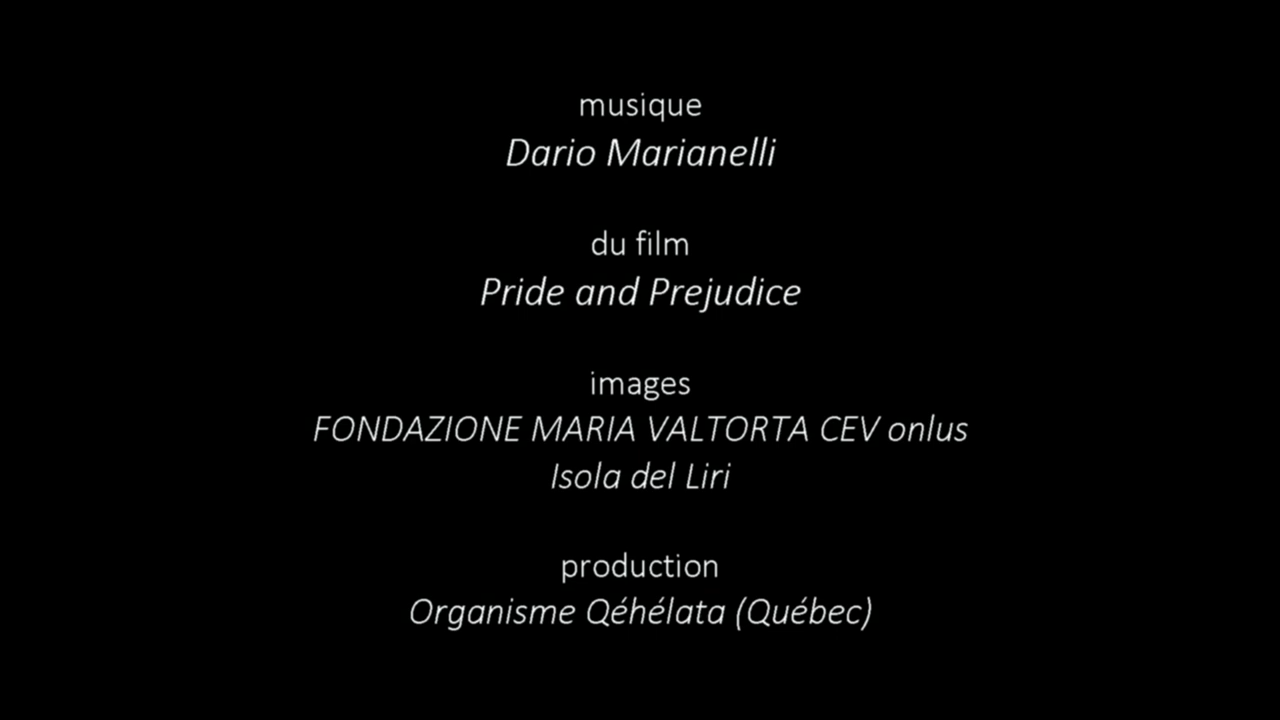 musique
Dario Marianelli
du film
Pride and Prejudice
images
FONDAZIONE MARIA VALTORTA CEV onlus
Isola del Liri
production
Organisme Qéhélata (Québec)